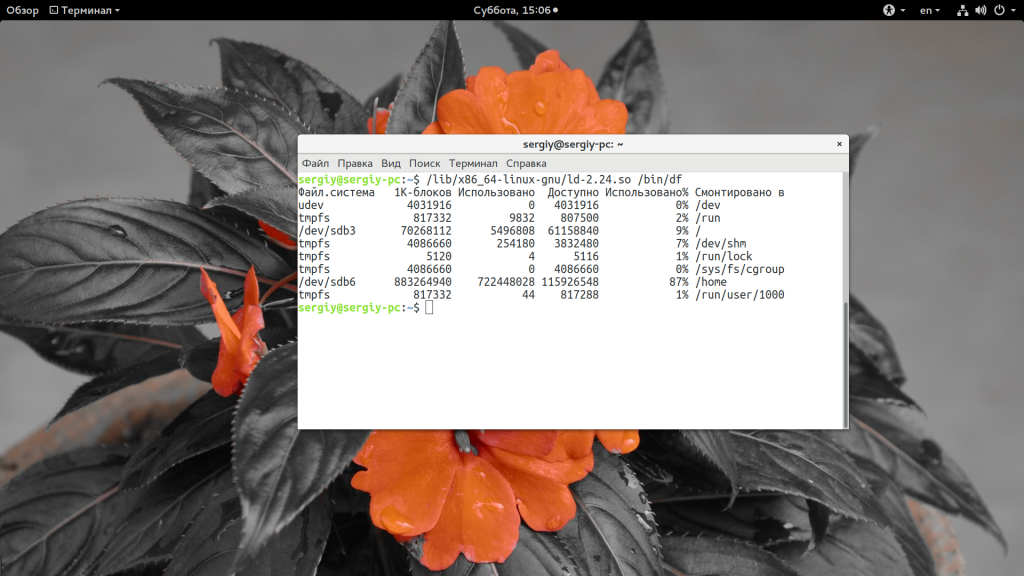 Обзор Терминал Суббота, 15:06 en
sergiy@sergiy-pc: ~ ×
Файл Правка Вид Поиск Терминал Справка
sergiy@sergiy-pc:~$ /lib/x86_64-linux-gnu/ld-2.24.so /bin/df
Файл.система 1K-блоков Использовано Доступно Использовано% Смонтировано в
udev 4031916 0 4031916 0% /dev
tmpfs 817332 9832 807500 2% /run
/dev/sdb3 70268112 5496808 61158840 9% /
tmpfs 4086660 254180 3832480 7% /dev/shm
tmpfs 5120 4 5116 1% /run/lock
tmpfs 4086660 0 4086660 0% /sys/fs/cgroup
/dev/sdb6 883264940 722448028 115926548 87% /home
tmpfs 817332 44 817288 1% /run/user/1000
sergiy@sergiy-pc:~$